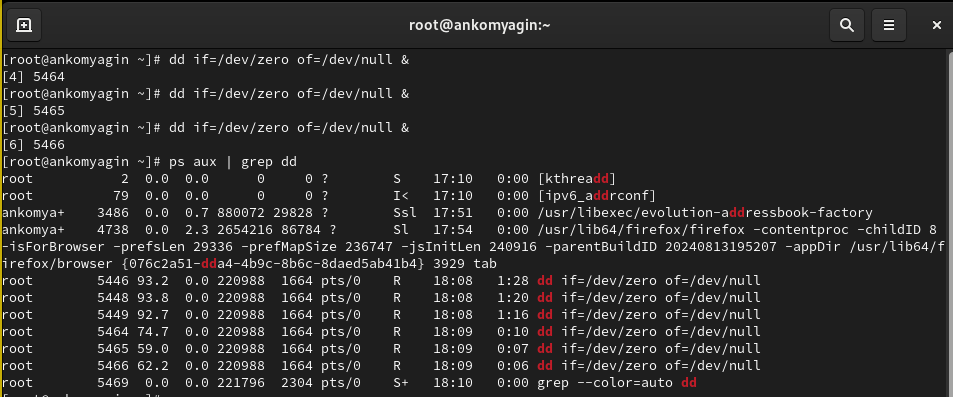 root@ankomyagin:~
[root@ankomyagin ~]# dd if=/dev/zero of=/dev/null &
[4] 5464
[root@ankomyagin ~]# dd if=/dev/zero of=/dev/null &
[5] 5465
[root@ankomyagin ~]# dd if=/dev/zero of=/dev/null &
[6] 5466
[root@ankomyagin ~]# ps aux | grep dd
root           2  0.0  0.0      0     0 ?        S    17:10   0:00 [kthreadd]
root          79  0.0  0.0      0     0 ?        I<   17:10   0:00 [ipv6_addrconf]
ankomya+    3486  0.0  0.7 880072 29828 ?        Ssl  17:51   0:00 /usr/libexec/evolution-addressbook-factory
ankomya+    4738  0.0  2.3 2654216 86784 ?       Sl   17:54   0:00 /usr/lib64/firefox/firefox -contentproc -childID 8
-isForBrowser -prefsLen 29336 -prefMapSize 236747 -jsInitLen 240916 -parentBuildID 20240813195207 -appDir /usr/lib64/f
irefox/browser {076c2a51-dda4-4b9c-8b6c-8daed5ab41b4} 3929 tab
root        5446 93.2  0.0 220988  1664 pts/0    R    18:08   1:28 dd if=/dev/zero of=/dev/null
root        5448 93.8  0.0 220988  1664 pts/0    R    18:08   1:20 dd if=/dev/zero of=/dev/null
root        5449 92.7  0.0 220988  1664 pts/0    R    18:08   1:16 dd if=/dev/zero of=/dev/null
root        5464 74.7  0.0 220988  1664 pts/0    R    18:09   0:10 dd if=/dev/zero of=/dev/null
root        5465 59.0  0.0 220988  1664 pts/0    R    18:09   0:07 dd if=/dev/zero of=/dev/null
root        5466 62.2  0.0 220988  1664 pts/0    R    18:09   0:06 dd if=/dev/zero of=/dev/null
root        5469  0.0  0.0 221796  2304 pts/0    S+   18:10   0:00 grep --color=auto dd